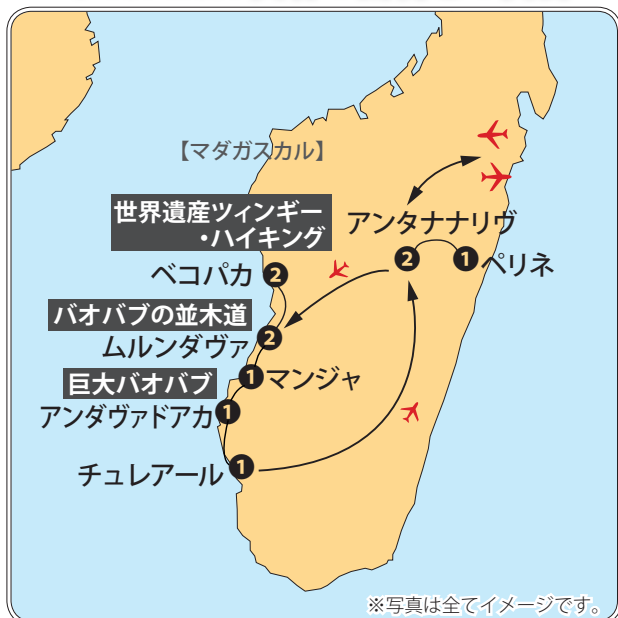 【マダガスカル】
世界遺産ツィンギー
・ハイキング
アンタナナリヴ
ベコパカ
2
2
1
ペリネ
バオバブの並木道
2
ムルンダヴァ
巨大バオバブ
1
マンジャ
アンダヴァドアカ
1
チュレアール
1
※写真は全てイメージです。